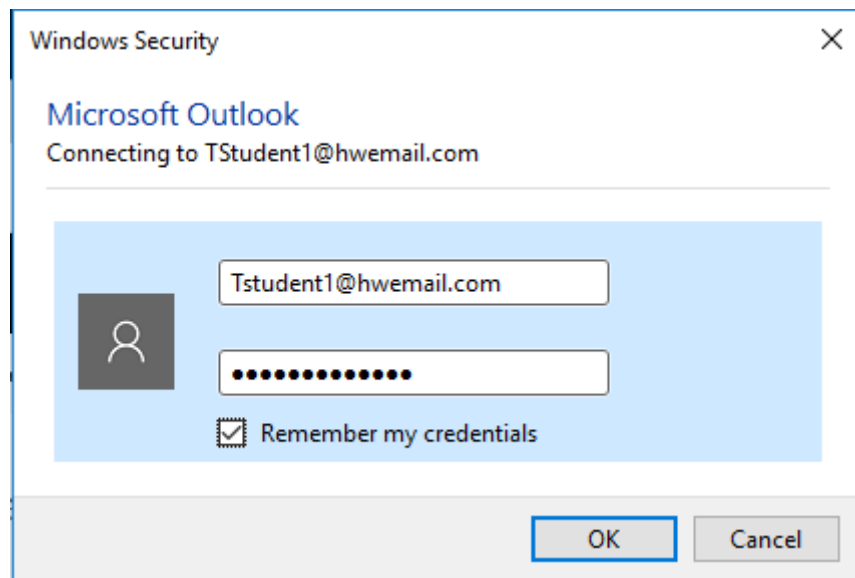 Windows Security
Microsoft Outlook
Connecting to TStudent1@hwemail.com
Tstudent1@hwemail.com
●●●●●●●●●●●●●
Remember my credentials
OK
Cancel